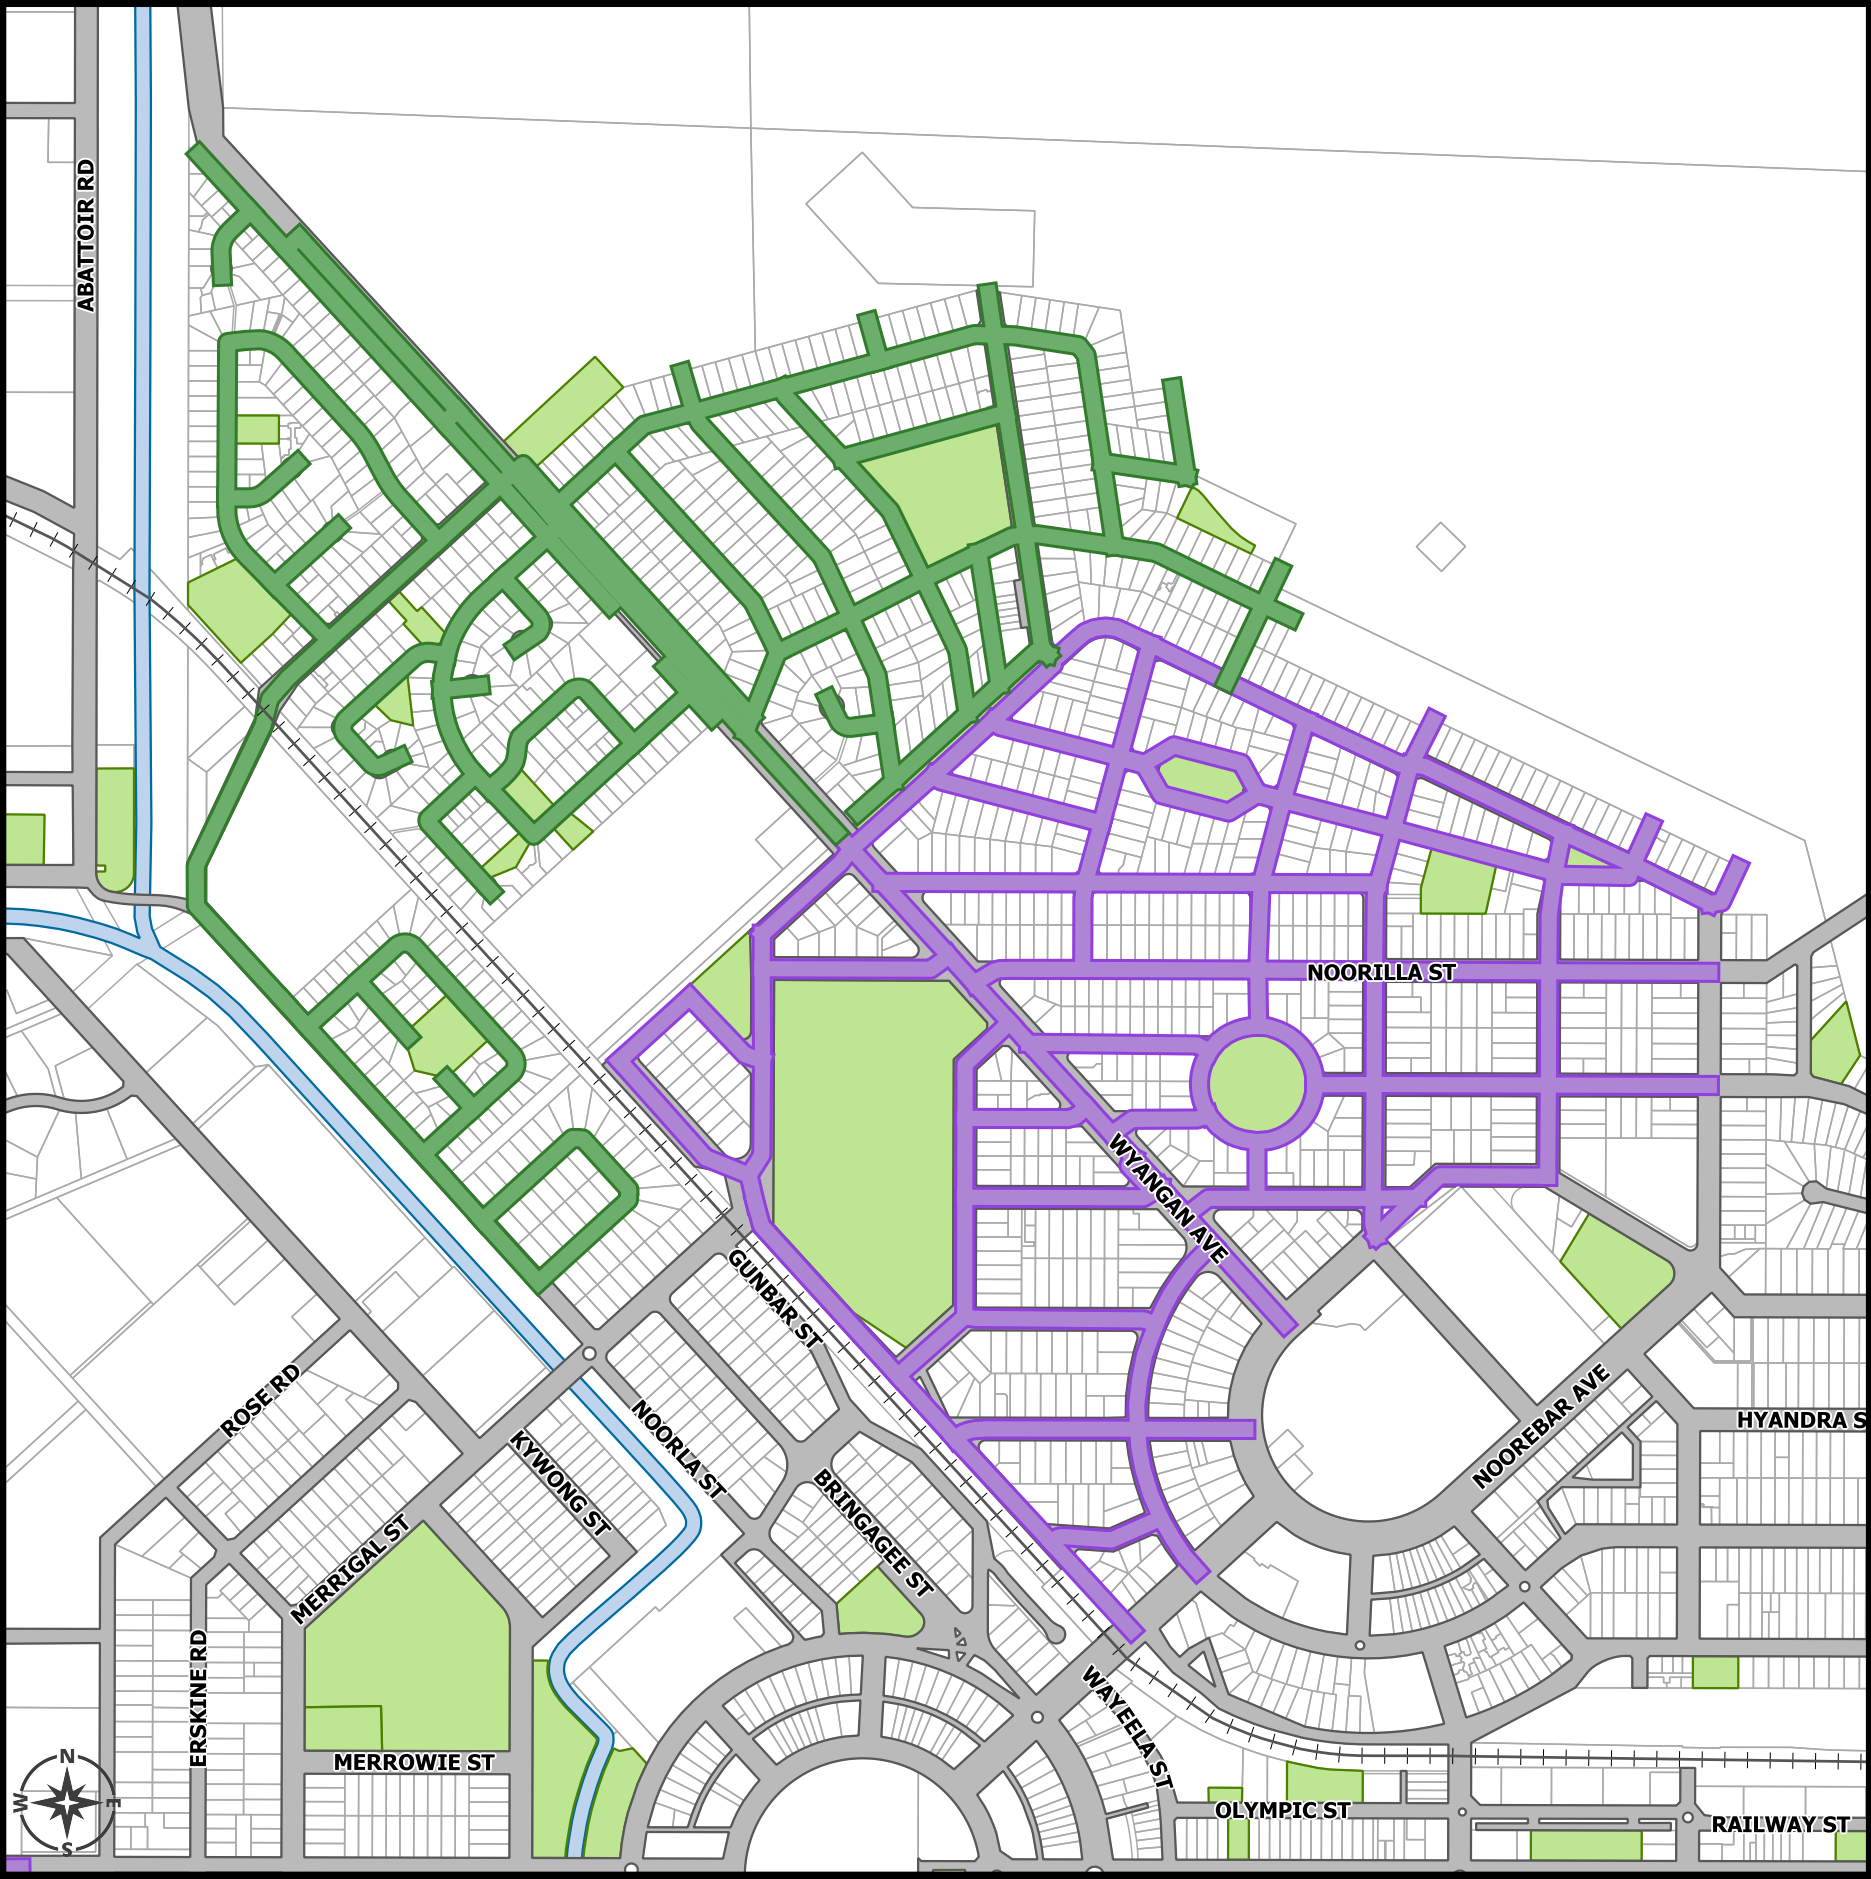 ABATTOIR RD
NOORILLA ST
WYANGAN AVE
GUNBAR ST
ROSE RD
NOORLA ST
KYWONG ST
BRINGAGEE ST
MERRIGAL ST
NOOREBAR AVE
HYANDRA S
ERSKINE RD
WAYEELA ST
MERROWIE ST
OLYMPIC ST
RAILWAY ST
N
W
E
S